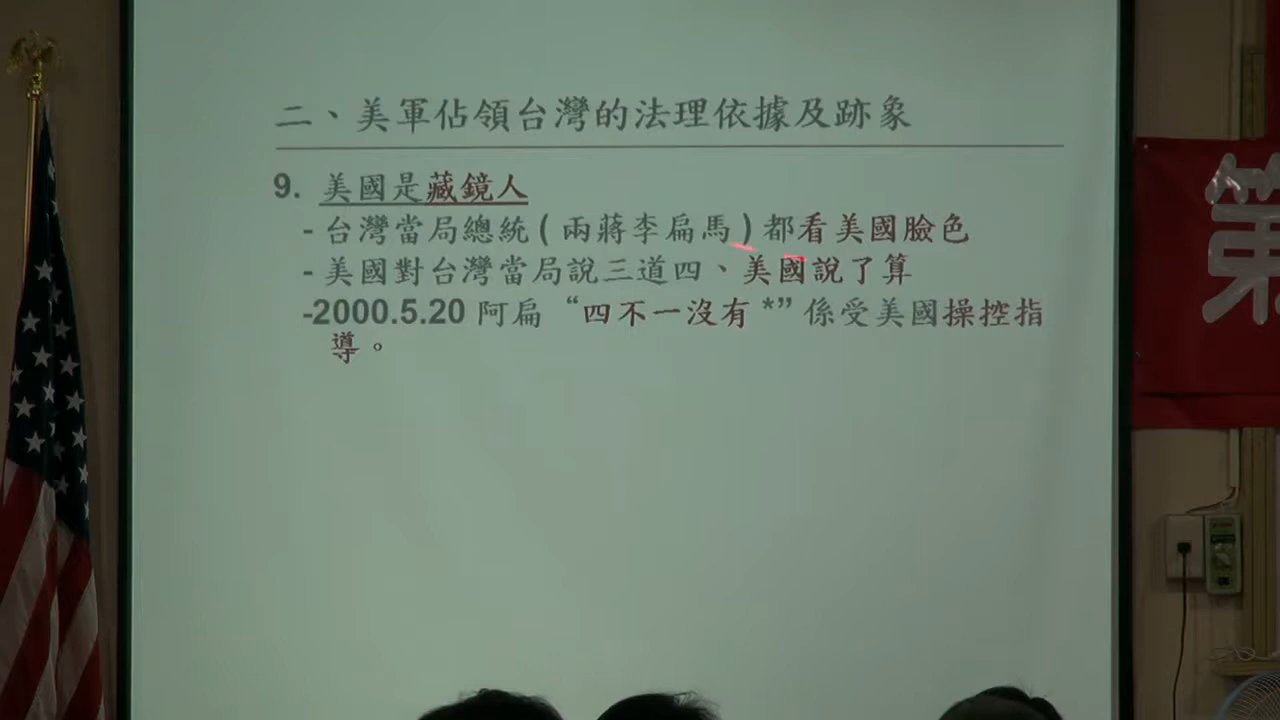 二、美軍佔領台灣的法理依據及跡象
9. 美國是藏鏡人
- 台灣當局總統(兩蔣李扁馬)都看美國臉色
- 美國對台灣當局說三道四、美國說了算
-2000.5.20 阿扁“四不一沒有*”係受美國操控指
導。
第